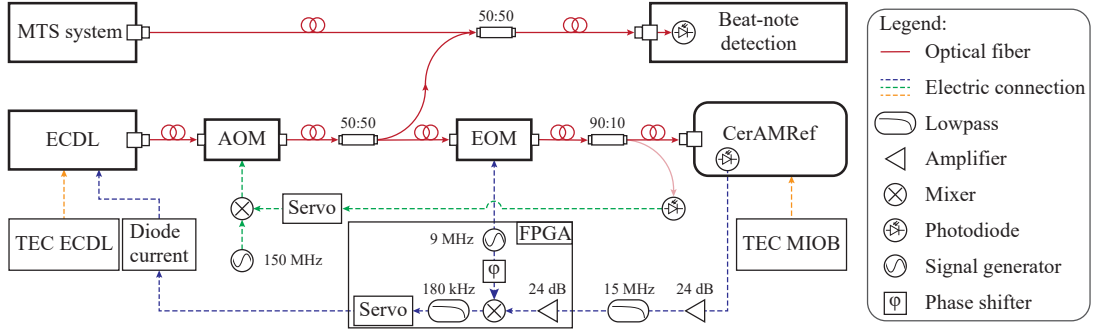 MTS system
50:50
Beat-note
detection
ECDL
AOM
50:50
EOM
90:10
CerAMRef
TEC ECDL
Diode
current
150 MHz
Servo
9 MHz
FPGA
φ
Servo
180 kHz
24 dB
15 MHz
24 dB
TEC MIOB
Legend:
Optical fiber
Electric connection
Lowpass
Amplifier
Mixer
Photodiode
Signal generator
φ Phase shifter